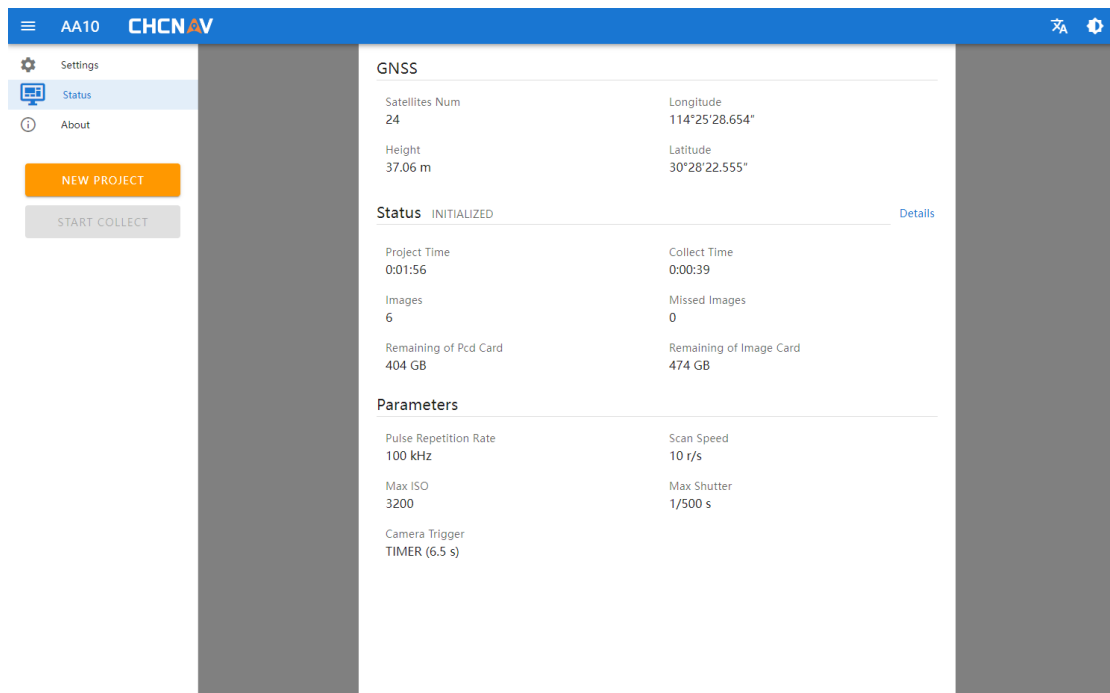 AA10 CHCNAV
Settings
Status
About
NEW PROJECT
START COLLECT
GNSS
Satellites Num
24
Longitude
114°25'28.654"
Height
37.06 m
Latitude
30°28'22.555"
Status INITIALIZED Details
Project Time
0:01:56
Collect Time
0:00:39
Images
6
Missed Images
0
Remaining of Pcd Card
404 GB
Remaining of Image Card
474 GB
Parameters
Pulse Repetition Rate
100 kHz
Scan Speed
10 r/s
Max ISO
3200
Max Shutter
1/500 s
Camera Trigger
TIMER (6.5 s)